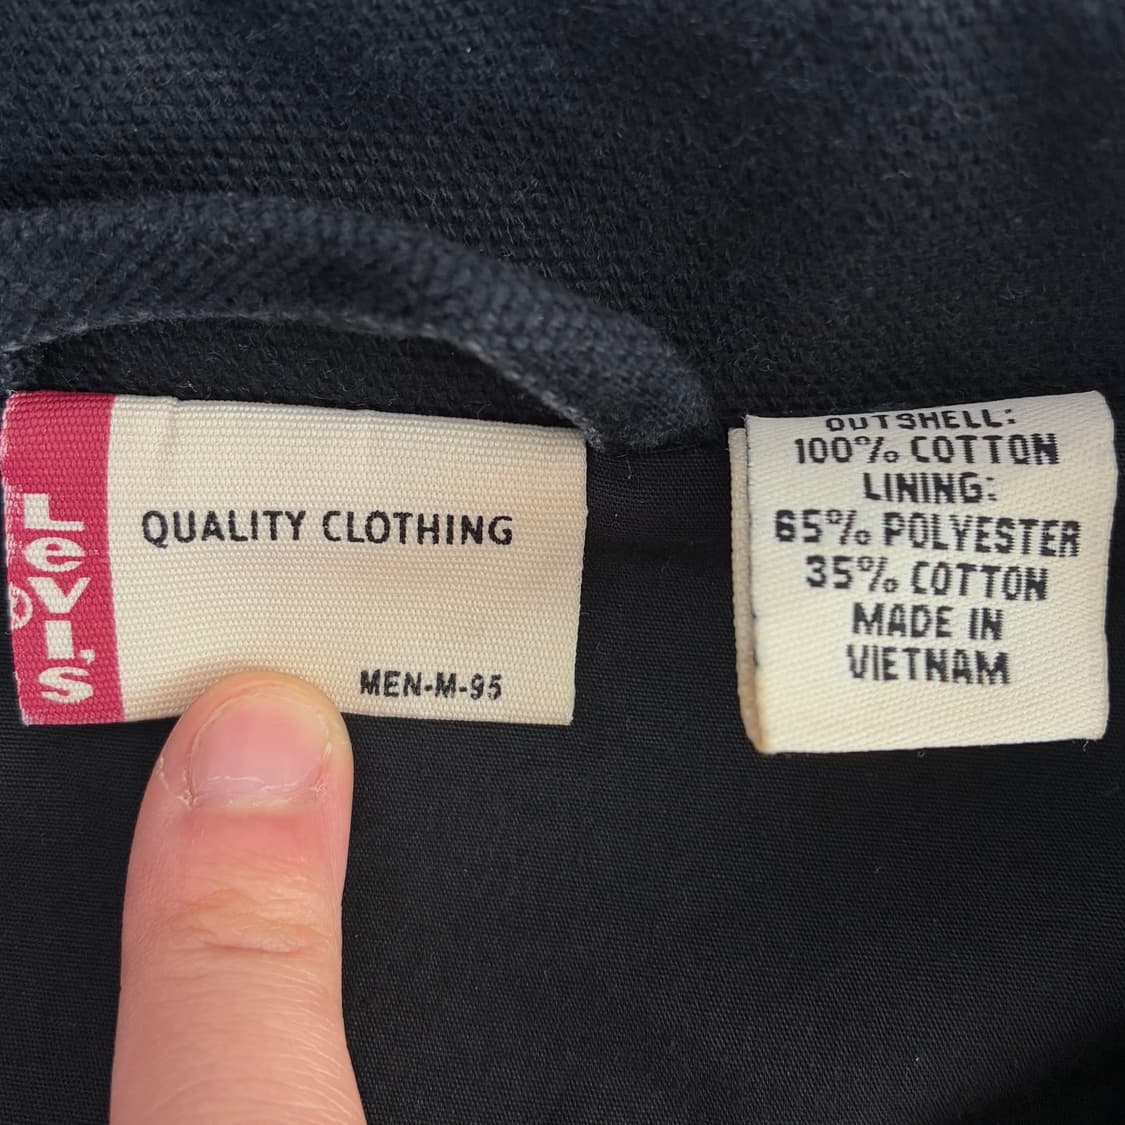 LEVI'S
®
QUALITY CLOTHING
MEN-M-95
OUTSHELL:
100% COTTON
LINING:
65% POLYESTER
35% COTTON
MADE IN
VIETNAM